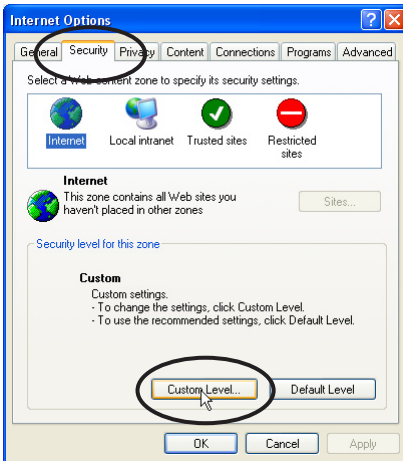 Internet Options
General Security Privacy Content Connections Programs Advanced
Select a Web content zone to specify its security settings.
Internet Local intranet Trusted sites Restricted
sites
Internet
This zone contains all Web sites you
haven't placed in other zones
Sites...
Security level for this zone
Custom
Custom settings.
- To change the settings, click Custom Level.
- To use the recommended settings, click Default Level.
Custom Level... Default Level
OK Cancel Apply